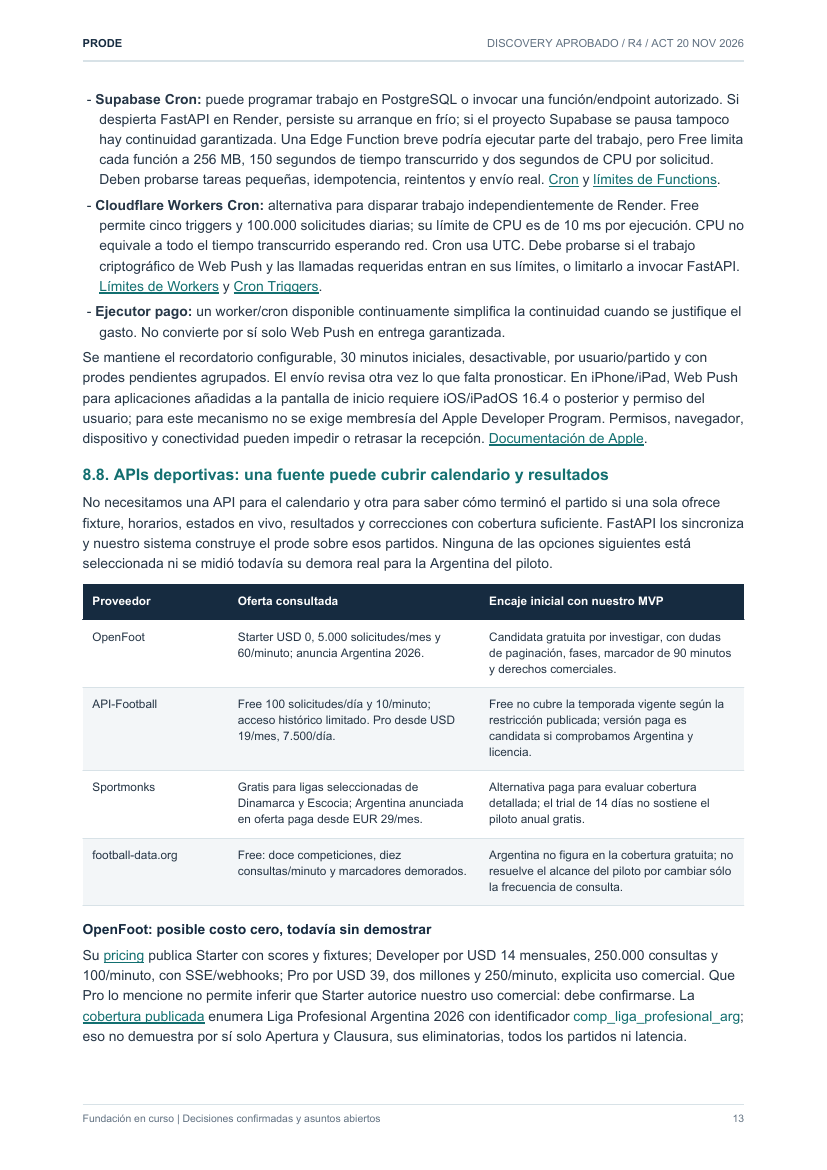 PRODE
DISCOVERY APROBADO / R4 / ACT 20 NOV 2026
- Supabase Cron: puede programar trabajo en PostgreSQL o invocar una función/endpoint autorizado. Si
despierta FastAPI en Render, persiste su arranque en frío; si el proyecto Supabase se pausa tampoco
hay continuidad garantizada. Una Edge Function breve podría ejecutar parte del trabajo, pero Free limita
cada función a 256 MB, 150 segundos de tiempo transcurrido y dos segundos de CPU por solicitud.
Deben probarse tareas pequeñas, idempotencia, reintentos y envío real. Cron y límites de Functions.
- Cloudflare Workers Cron: alternativa para disparar trabajo independientemente de Render. Free
permite cinco triggers y 100.000 solicitudes diarias; su límite de CPU es de 10 ms por ejecución. CPU no
equivale a todo el tiempo transcurrido esperando red. Cron usa UTC. Debe probarse si el trabajo
criptográfico de Web Push y las llamadas requeridas entran en sus límites, o limitarlo a invocar FastAPI.
Límites de Workers y Cron Triggers.
- Ejecutor pago: un worker/cron disponible continuamente simplifica la continuidad cuando se justifique el
gasto. No convierte por sí solo Web Push en entrega garantizada.
Se mantiene el recordatorio configurable, 30 minutos iniciales, desactivable, por usuario/partido y con
prodes pendientes agrupados. El envío revisa otra vez lo que falta pronosticar. En iPhone/iPad, Web Push
para aplicaciones añadidas a la pantalla de inicio requiere iOS/iPadOS 16.4 o posterior y permiso del
usuario; para este mecanismo no se exige membresía del Apple Developer Program. Permisos, navegador,
dispositivo y conectividad pueden impedir o retrasar la recepción. Documentación de Apple.
8.8. APIs deportivas: una fuente puede cubrir calendario y resultados
No necesitamos una API para el calendario y otra para saber cómo terminó el partido si una sola ofrece
fixture, horarios, estados en vivo, resultados y correcciones con cobertura suficiente. FastAPI los sincroniza
y nuestro sistema construye el prode sobre esos partidos. Ninguna de las opciones siguientes está
seleccionada ni se midió todavía su demora real para la Argentina del piloto.
Proveedor
Oferta consultada
Encaje inicial con nuestro MVP
OpenFoot
Starter USD 0, 5.000 solicitudes/mes y
60/minuto; anuncia Argentina 2026.
Candidata gratuita por investigar, con dudas
de paginación, fases, marcador de 90 minutos
y derechos comerciales.
API-Football
Free 100 solicitudes/día y 10/minuto;
acceso histórico limitado. Pro desde USD
19/mes, 7.500/día.
Free no cubre la temporada vigente según la
restricción publicada; versión paga es
candidata si comprobamos Argentina y
licencia.
Sportmonks
Gratis para ligas seleccionadas de
Dinamarca y Escocia; Argentina anunciada
en oferta paga desde EUR 29/mes.
Alternativa paga para evaluar cobertura
detallada; el trial de 14 días no sostiene el
piloto anual gratis.
football-data.org
Free: doce competiciones, diez
consultas/minuto y marcadores demorados.
Argentina no figura en la cobertura gratuita; no
resuelve el alcance del piloto por cambiar sólo
la frecuencia de consulta.
OpenFoot: posible costo cero, todavía sin demostrar
Su pricing publica Starter con scores y fixtures; Developer por USD 14 mensuales, 250.000 consultas y
100/minuto, con SSE/webhooks; Pro por USD 39, dos millones y 250/minuto, explicita uso comercial. Que
Pro lo mencione no permite inferir que Starter autorice nuestro uso comercial: debe confirmarse. La
cobertura publicada enumera Liga Profesional Argentina 2026 con identificador comp_liga_profesional_arg;
eso no demuestra por sí solo Apertura y Clausura, sus eliminatorias, todos los partidos ni latencia.
Fundación en curso | Decisiones confirmadas y asuntos abiertos
13